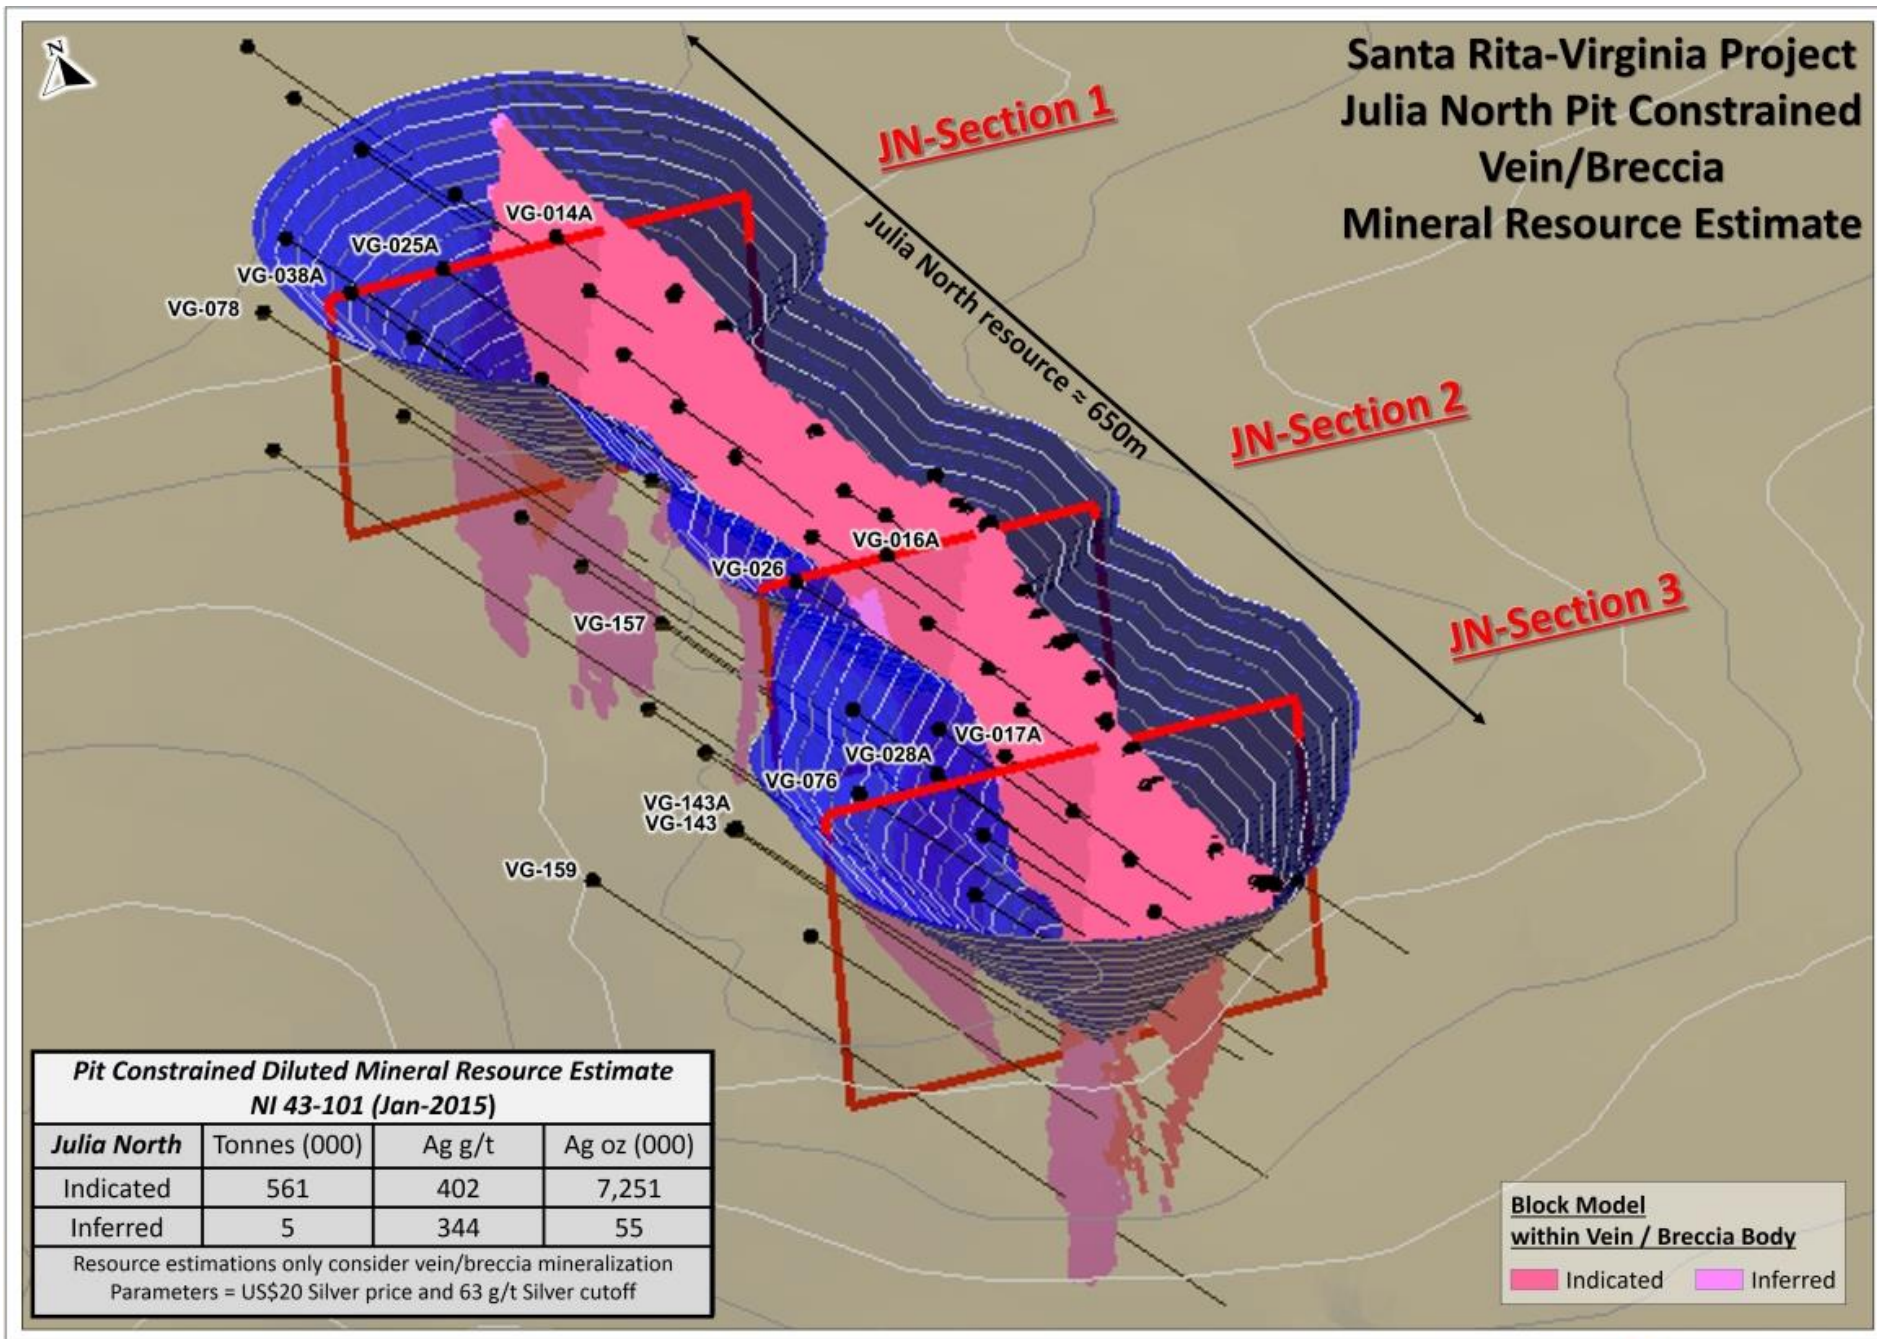 N
Santa Rita-Virginia Project
Julia North Pit Constrained
Vein/Breccia
Mineral Resource Estimate
JN-Section 1
Julia North resource ≈ 650m
JN-Section 2
JN-Section 3
VG-014A
VG-025A
VG-038A
VG-078
VG-016A
VG-026
VG-157
VG-017A
VG-028A
VG-076
VG-143A
VG-143
VG-159
Pit Constrained Diluted Mineral Resource Estimate
NI 43-101 (Jan-2015)
Julia North Tonnes (000) Ag g/t Ag oz (000)
Indicated 561 402 7,251
Inferred 5 344 55
Resource estimations only consider vein/breccia mineralization
Parameters = US$20 Silver price and 63 g/t Silver cutoff
Block Model
within Vein / Breccia Body
Indicated Inferred